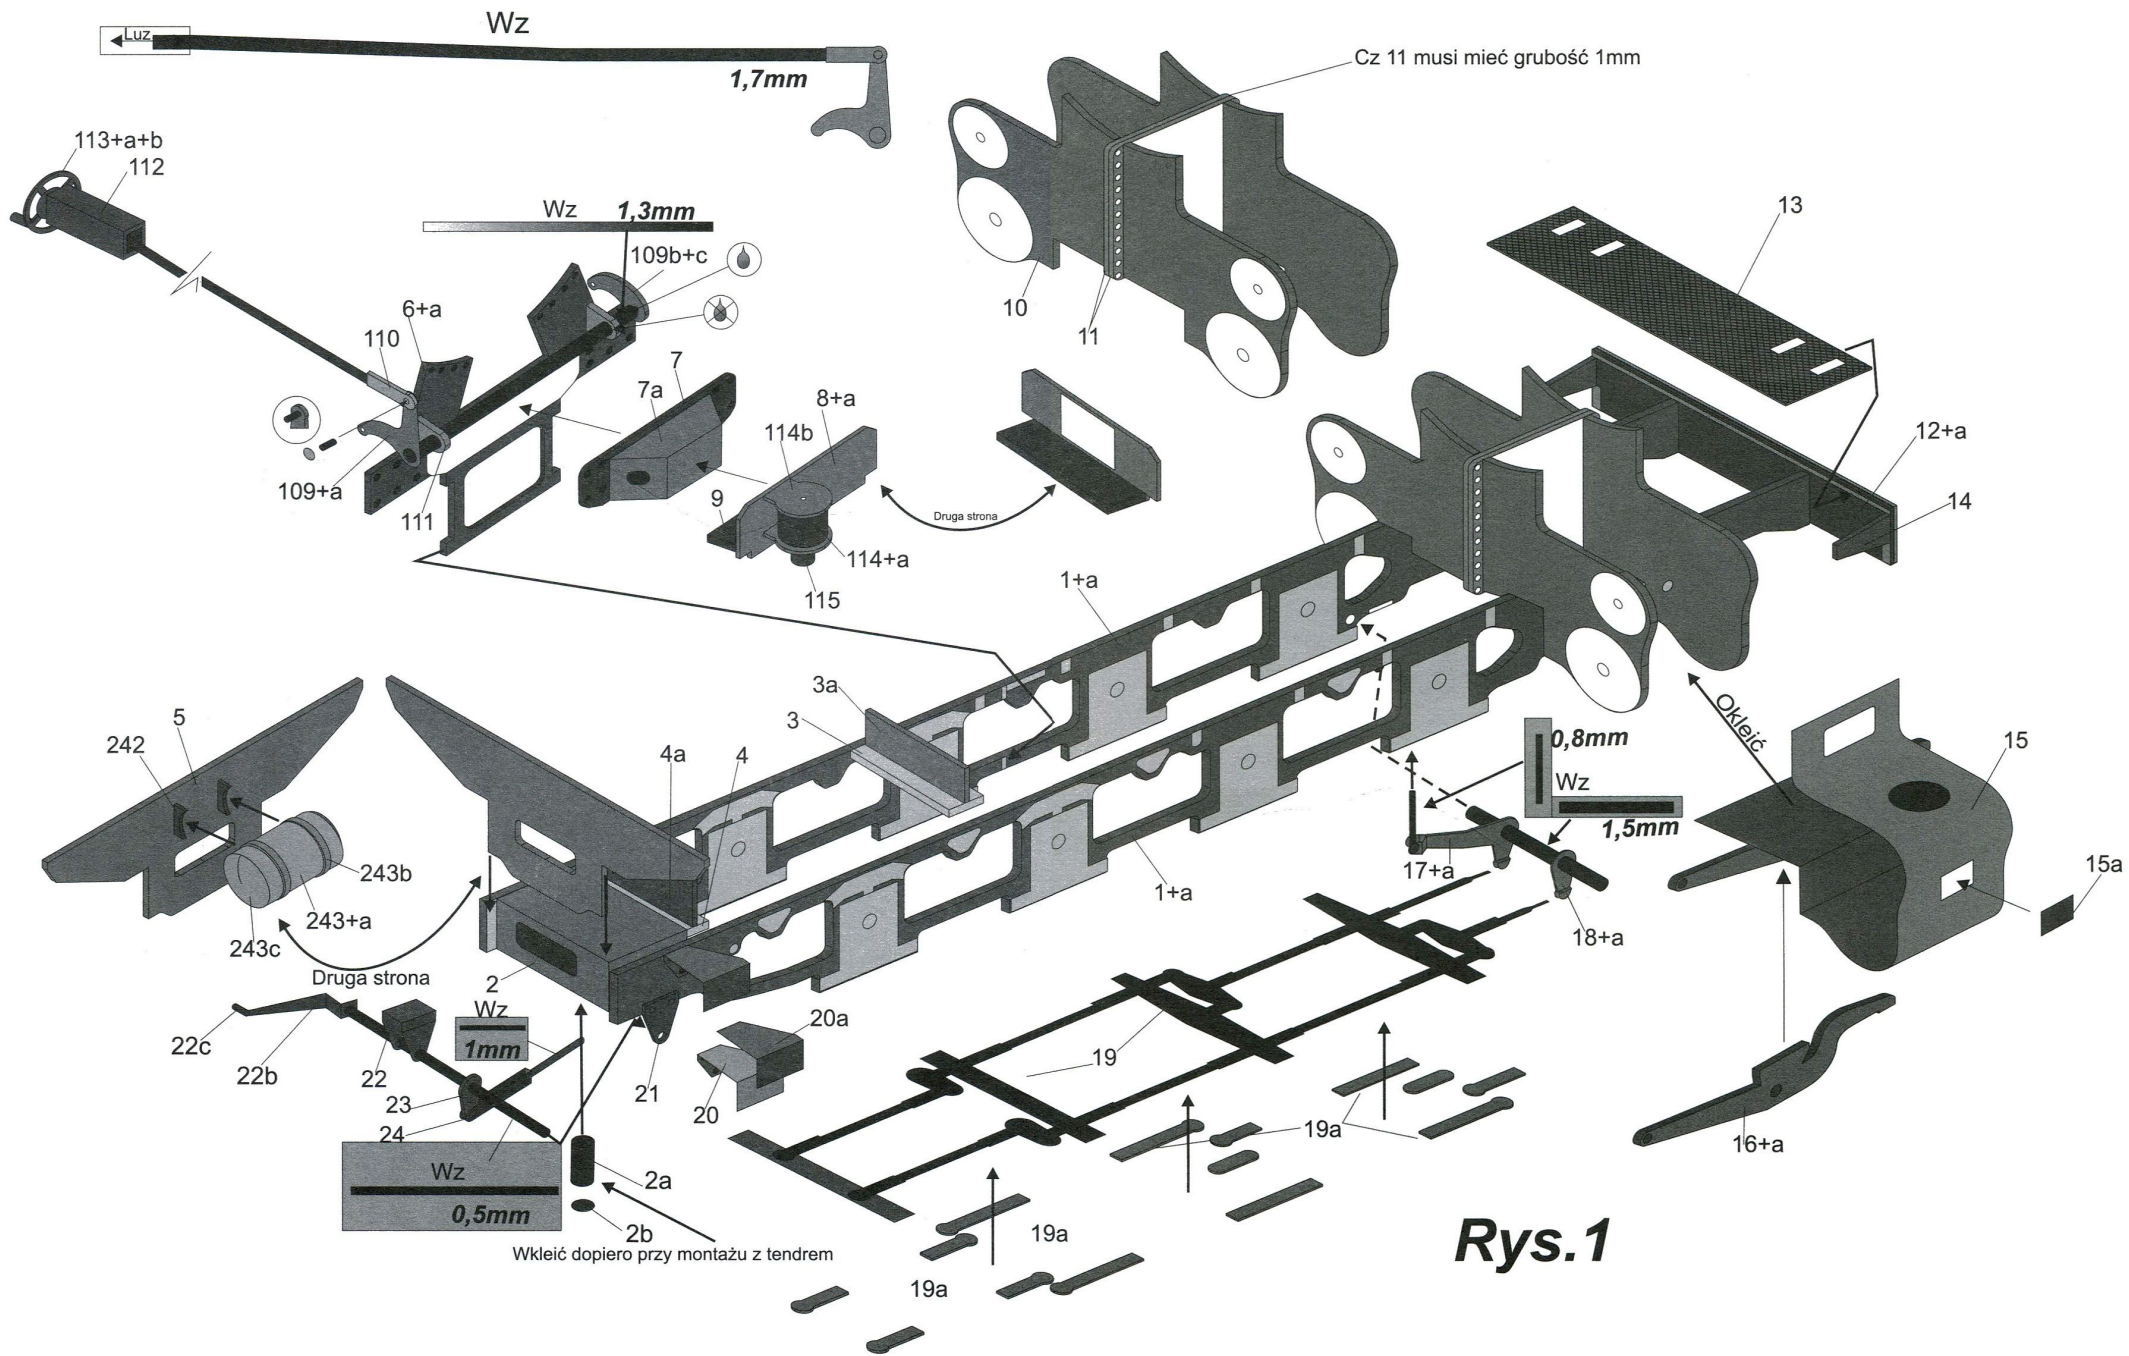 Wz
Luz
1,7mm
Cz 11 musi mieć grubość 1mm
113+a+b
112
Wz
1,3mm
109b+c
13
6+a
110
10
11
7
7a
8+a
114b
12+a
109+a
111
9
Druga strona
14
114+a
115
1+a
3a
3
5
242
4a
4
Okleić
0,8mm
Wz
15
1,5mm
17+a
15a
243b
243+a
243c
1+a
18+a
Druga strona
2
Wz
1mm
22c
22b
22
20a
23
21
20
19
24
19a
16+a
Wz
0,5mm
2a
2b
Wkleić dopiero przy montażu z tendrem
19a
19a
Rys.1